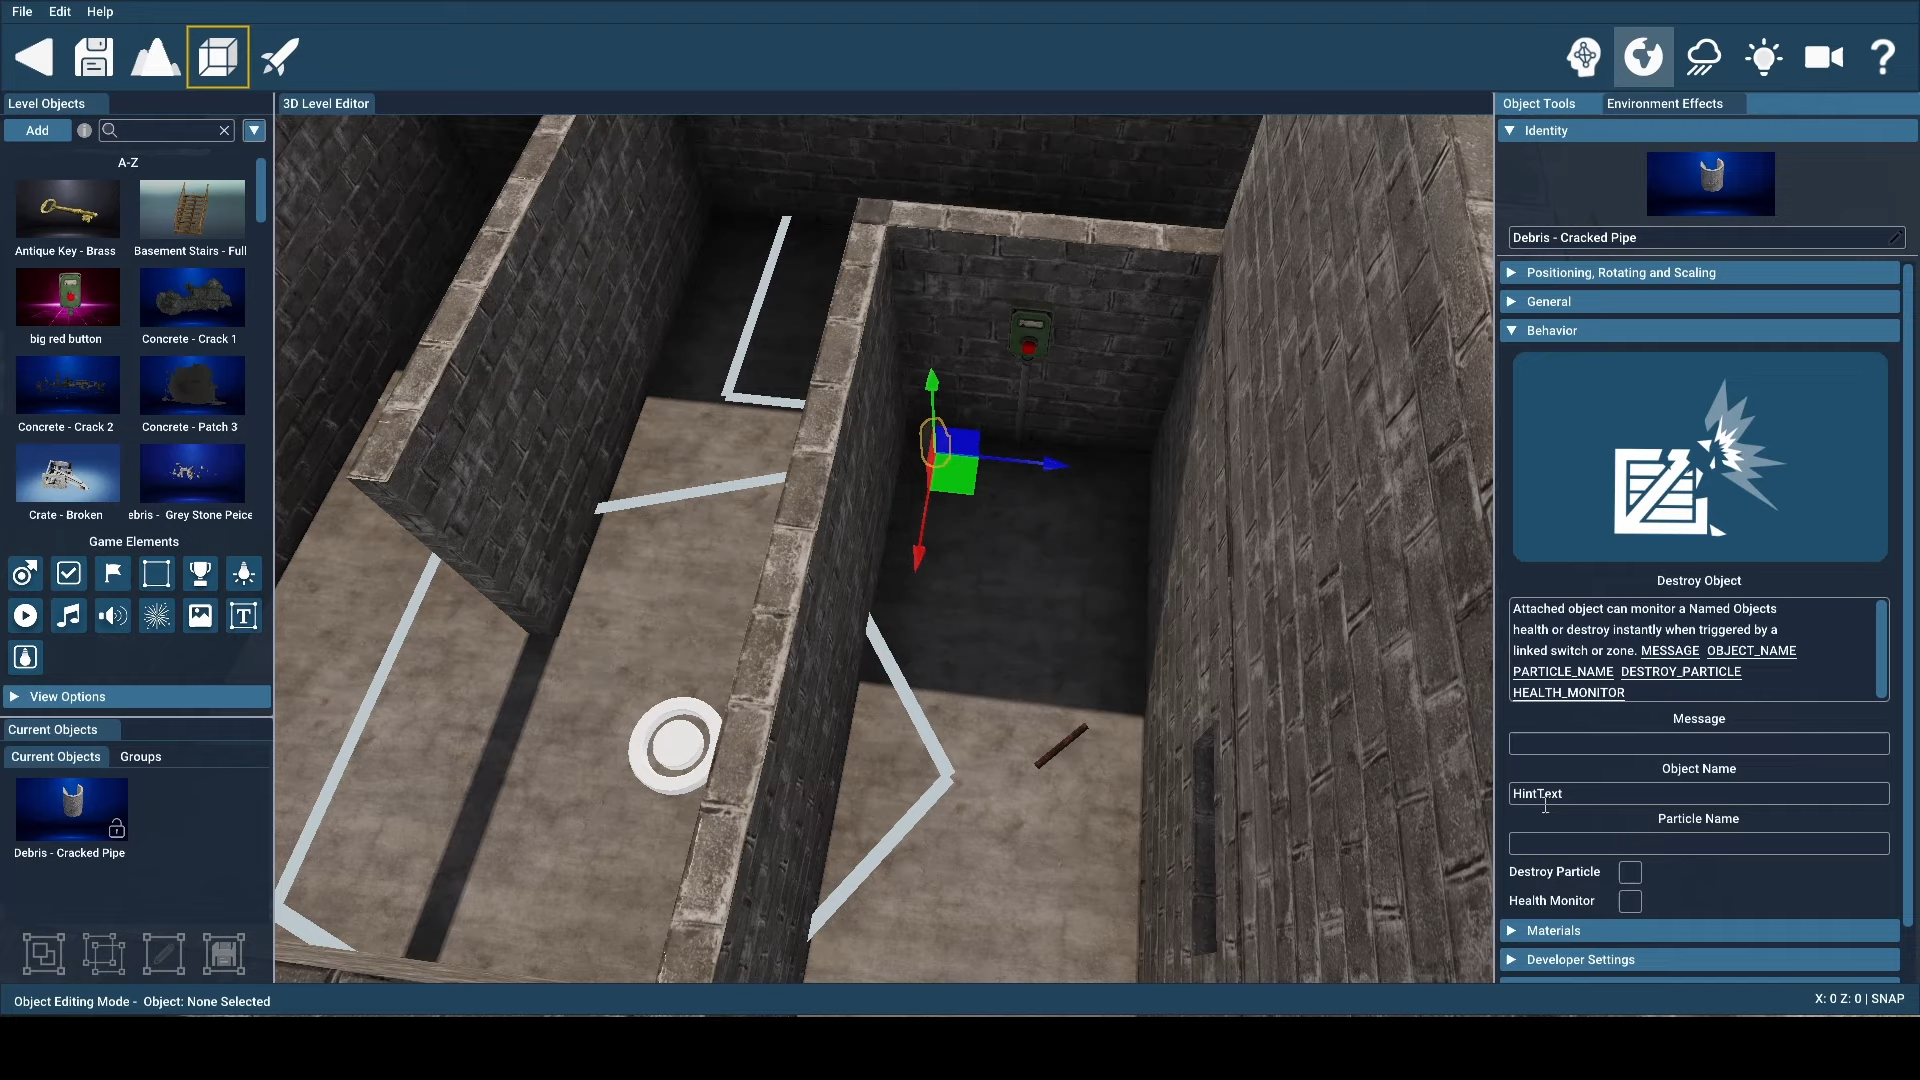 File Edit Help
Level Objects
Add
A-Z
Antique Key - Brass
Basement Stairs - Full
big red button
Concrete - Crack 1
Concrete - Crack 2
Concrete - Patch 3
Crate - Broken
ebris - Grey Stone Peice
Game Elements
View Options
Current Objects
Current Objects Groups
Debris - Cracked Pipe
3D Level Editor
Object Tools Environment Effects
Identity
Debris - Cracked Pipe
Positioning, Rotating and Scaling
General
Behavior
Destroy Object
Attached object can monitor a Named Objects
health or destroy instantly when triggered by a
linked switch or zone. MESSAGE OBJECT_NAME
PARTICLE_NAME DESTROY_PARTICLE
HEALTH_MONITOR
Message
Object Name
HintText
Particle Name
Destroy Particle
Health Monitor
Materials
Developer Settings
Object Editing Mode - Object: None Selected
X: 0 Z: 0 | SNAP